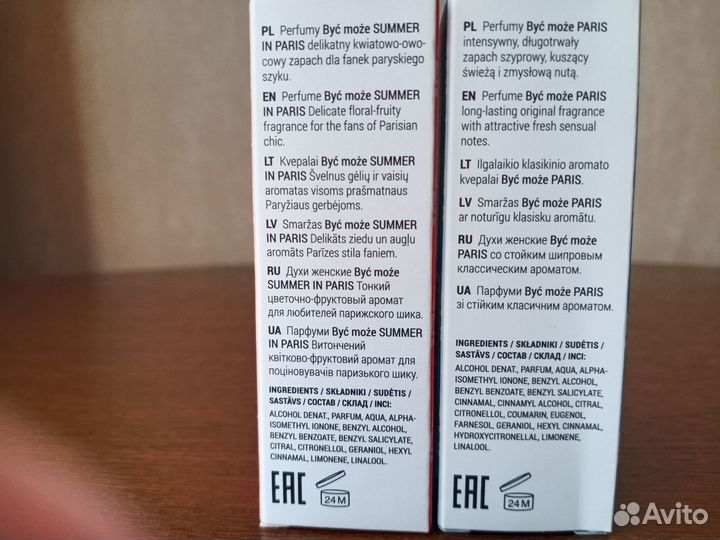 PL Perfumy Być może SUMMER
IN PARIS delikatny kwiatowo-owo-
cowy zapach dla fanek paryskiego
szyku.
EN Perfume Być może SUMMER
IN PARIS Delicate floral-fruity
fragrance for the fans of Parisian
chic.
LT Kvepalai Być może SUMMER
IN PARIS Švelnus gėlių ir vaisių
aromatas visoms prašmatnaus
Paryžiaus gerbėjoms.
LV Smaržas Być może SUMMER
IN PARIS Delikāts ziedu un augļu
aromāts Parīzes stila faniem.
RU Духи женские Być może
SUMMER IN PARIS Тонкий
цветочно-фруктовый аромат
для любителей парижского шика.
UA Парфуми Być może SUMMER
IN PARIS Витончений
квітково-фруктовий аромат для
поціновувачів паризького шику.
INGREDIENTS / SKŁADNIKI / SUDĖTIS /
SASTĀVS / СОСТАВ / СКЛАД / INCI:
ALCOHOL DENAT., PARFUM, AQUA, ALPHA-
ISOMETHYL IONONE, BENZYL ALCOHOL,
BENZYL BENZOATE, BENZYL SALICYLATE,
CITRAL, CITRONELLOL, GERANIOL, HEXYL
CINNAMAL, LIMONENE, LINALOOL.
EAC
24 M
PL Perfumy Być może PARIS
intensywny, długotrwały
zapach szyprowy, kuszący
świeżą i zmysłową nutą.
EN Perfume Być może PARIS
long-lasting original fragrance
with attractive fresh sensual
notes.
LT Ilgalaikio klasikinio aromato
kvepalai Być może PARIS.
LV Smaržas Być może PARIS
ar noturīgu klasisku aromātu.
RU Духи женские Być może
PARIS со стойким шипровым
классическим ароматом.
UA Парфуми Być może PARIS
зі стійким класичним ароматом.
INGREDIENTS / SKŁADNIKI / SUDĖTIS /
SASTĀVS / СОСТАВ / СКЛАД / INCI:
ALCOHOL DENAT., PARFUM, AQUA, ALPHA-
ISOMETHYL IONONE, BENZYL ALCOHOL,
BENZYL BENZOATE, BENZYL SALICYLATE,
CINNAMAL, CINNAMYL ALCOHOL, CITRAL,
CITRONELLOL, COUMARIN, EUGENOL,
FARNESOL, GERANIOL, HEXYL CINNAMAL,
HYDROXYCITRONELLAL, LIMONENE,
LINALOOL.
EAC
24 M
Avito